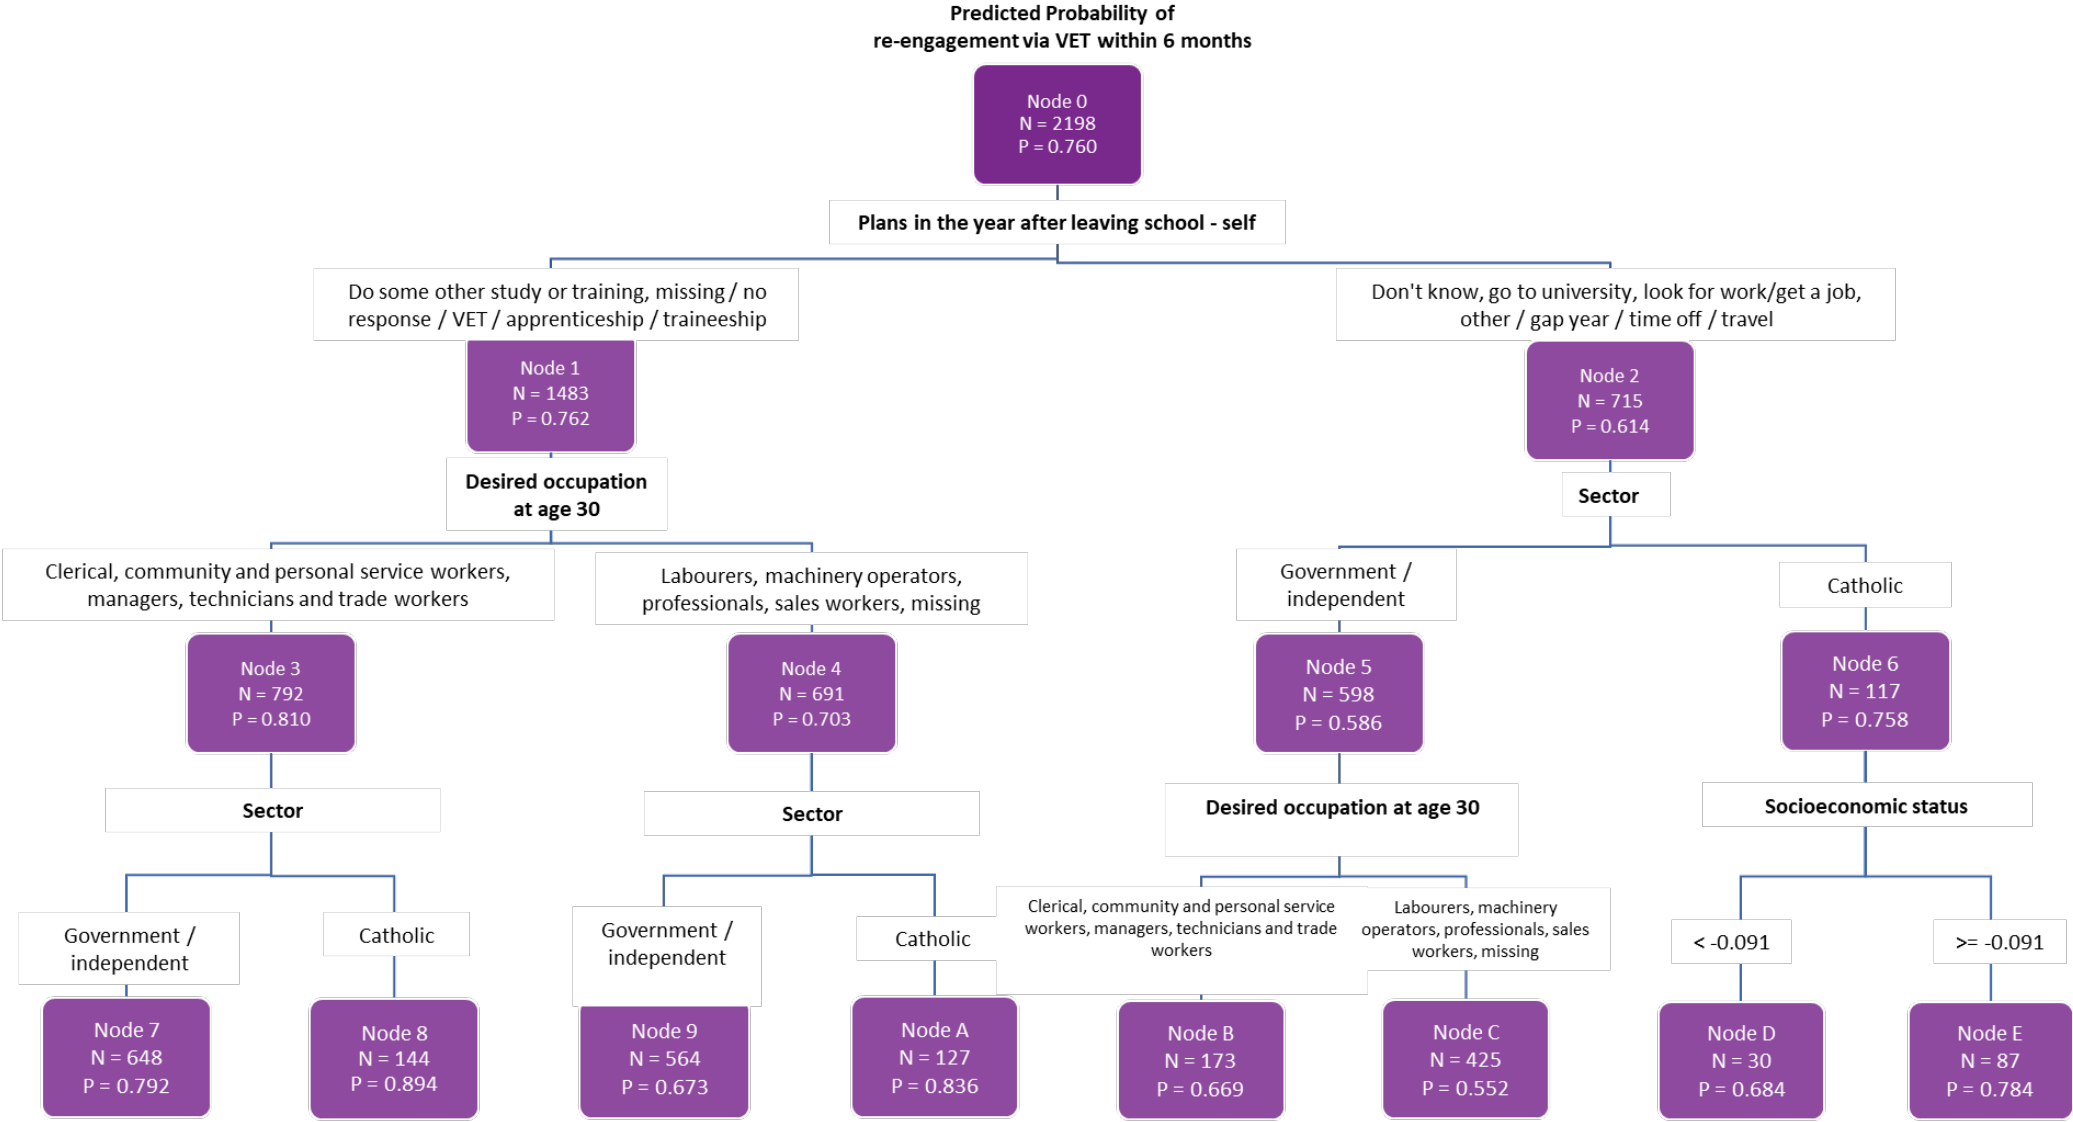 Predicted Probability of
re-engagement via VET within 6 months
Node 0
N = 2198
P = 0.760
Plans in the year after leaving school - self
Do some other study or training, missing / no
response / VET / apprenticeship / traineeship
Don't know, go to university, look for work/get a job,
other / gap year / time off / travel
Node 1
N = 1483
P = 0.762
Node 2
N = 715
P = 0.614
Desired occupation
at age 30
Sector
Clerical, community and personal service workers,
managers, technicians and trade workers
Labourers, machinery operators,
professionals, sales workers, missing
Government /
independent
Catholic
Node 3
N = 792
P = 0.810
Node 4
N = 691
P = 0.703
Node 5
N = 598
P = 0.586
Node 6
N = 117
P = 0.758
Sector
Sector
Desired occupation at age 30
Socioeconomic status
Government /
independent
Catholic
Government /
independent
Catholic
Clerical, community and personal service
workers, managers, technicians and trade
workers
Labourers, machinery
operators, professionals, sales
workers, missing
< -0.091
>= -0.091
Node 7
N = 648
P = 0.792
Node 8
N = 144
P = 0.894
Node 9
N = 564
P = 0.673
Node A
N = 127
P = 0.836
Node B
N = 173
P = 0.669
Node C
N = 425
P = 0.552
Node D
N = 30
P = 0.684
Node E
N = 87
P = 0.784